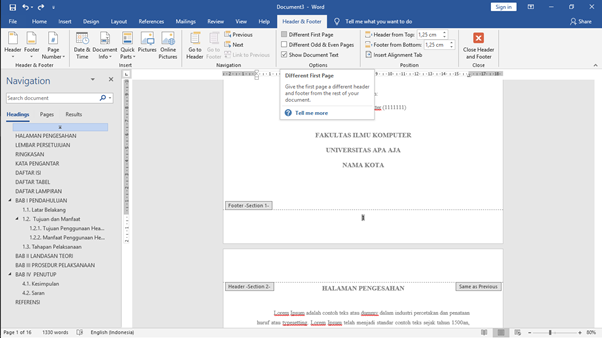 Document3 - Word
Sign in
File Home Insert Design Layout References Mailings Review View Help Header & Footer Tell me what you want to do Share
Header Footer Page Number
Header & Footer
Date & Time Document Info Quick Parts Pictures Online Pictures
Insert
Go to Header Go to Footer
Previous
Next
Link to Previous
Navigation
Different First Page
Different Odd & Even Pages
Show Document Text
Options
Header from Top: 1,25 cm
Footer from Bottom: 1,25 cm
Insert Alignment Tab
Position
Close Header and Footer
Close
Different First Page
Give the first page a different header
and footer from the rest of your
document.
Tell me more
Navigation
Search document
Headings Pages Results
HALAMAN PENGESAHAN
LEMBAR PERSETUJUAN
RINGKASAN
KATA PENGANTAR
DAFTAR ISI
DAFTAR TABEL
DAFTAR LAMPIRAN
BAB I PENDAHULUAN
1.1. Latar Belakang
1.2. Tujuan dan Manfaat
1.2.1. Tujuan Penggunaan Hea...
1.2.2. Manfaat Penggunaan He...
1.3. Tahapan Pelaksanaan
BAB II LANDASAN TEORI
BAB III PROSEDUR PELAKSANAAN
BAB IV PENUTUP
4.1. Kesimpulan
4.2. Saran
REFERENSI
(1111111)
FAKULTAS ILMU KOMPUTER
UNIVERSITAS APA AJA
NAMA KOTA
Footer -Section 1-
Header -Section 2-
Same as Previous
HALAMAN PENGESAHAN
Lorem Ipsum adalah contoh teks atau dummy dalam industri percetakan dan penataan
huruf atau typesetting. Lorem Ipsum telah menjadi standar contoh teks sejak tahun 1500an,
Page 1 of 16 1330 words English (Indonesia) 80%